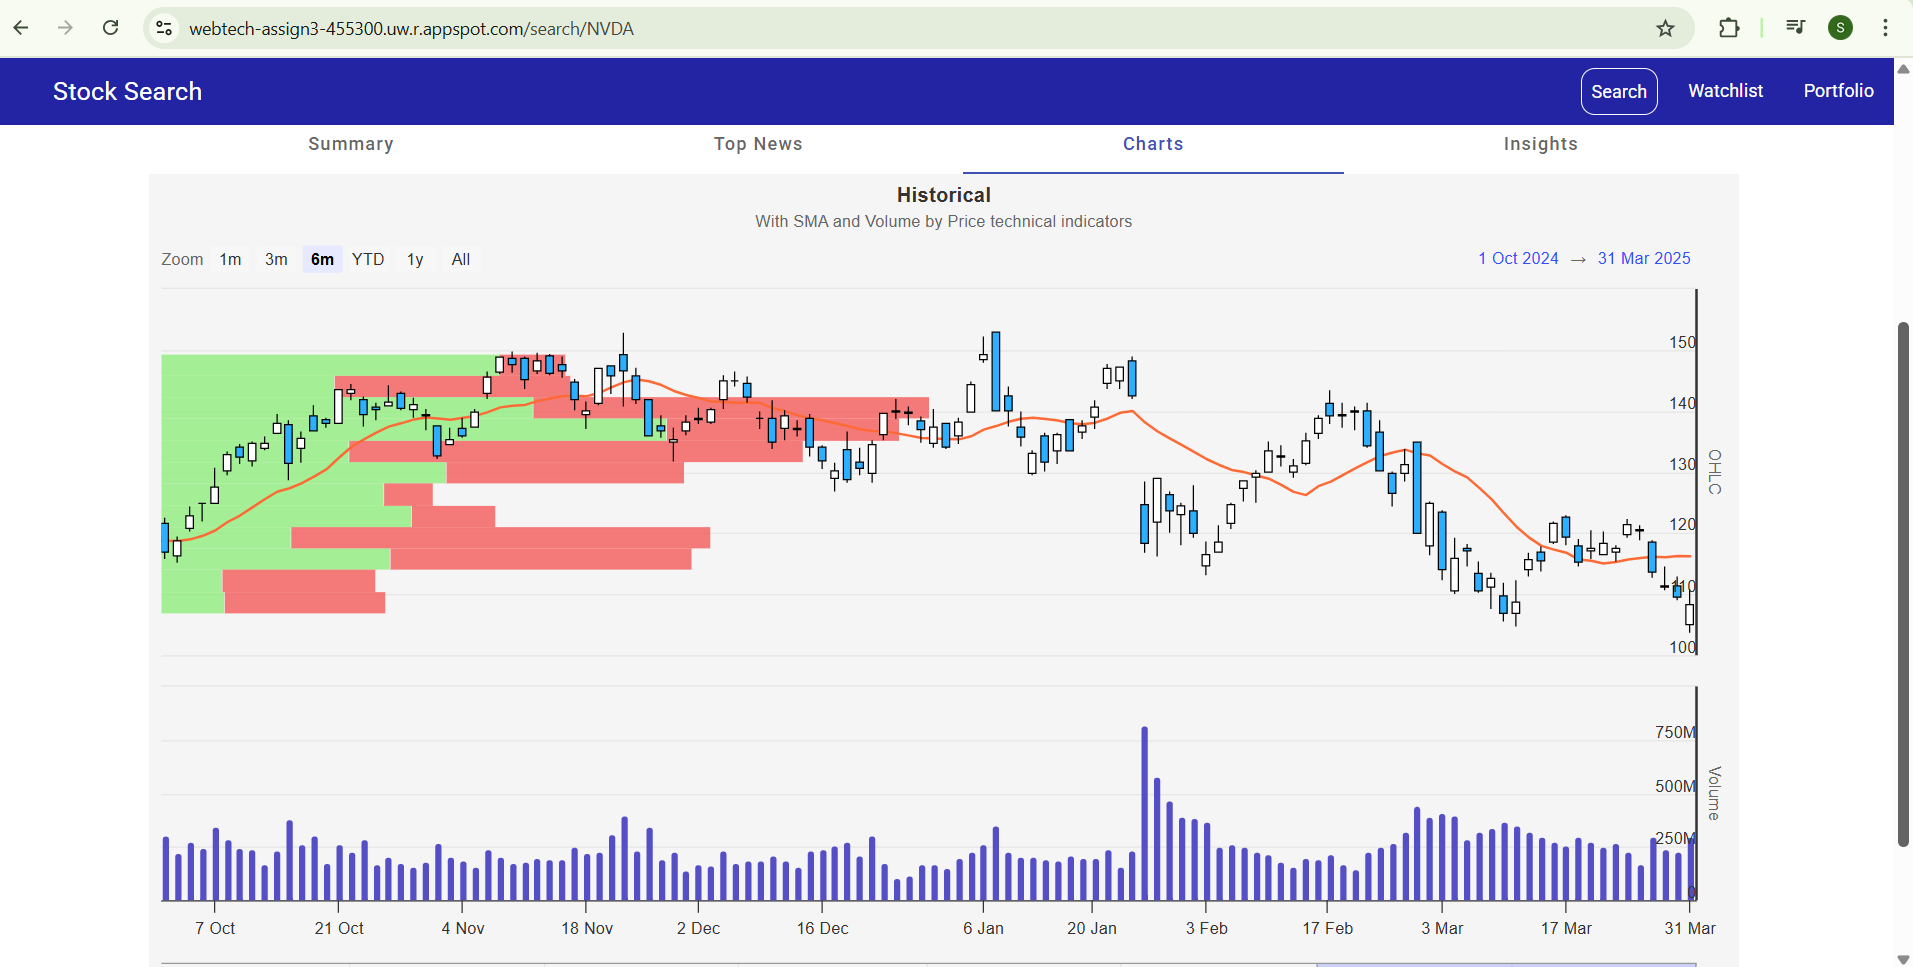 webtech-assign3-455300.uw.r.appspot.com/search/NVDA
S
Stock Search
Search
Watchlist
Portfolio
Summary
Top News
Charts
Insights
Historical
With SMA and Volume by Price technical indicators
Zoom 1m 3m 6m YTD 1y All
1 Oct 2024 → 31 Mar 2025
150
140
130
120
110
100
OHLC
750M
500M
250M
0
Volume
7 Oct 21 Oct 4 Nov 18 Nov 2 Dec 16 Dec 6 Jan 20 Jan 3 Feb 17 Feb 3 Mar 17 Mar 31 Mar